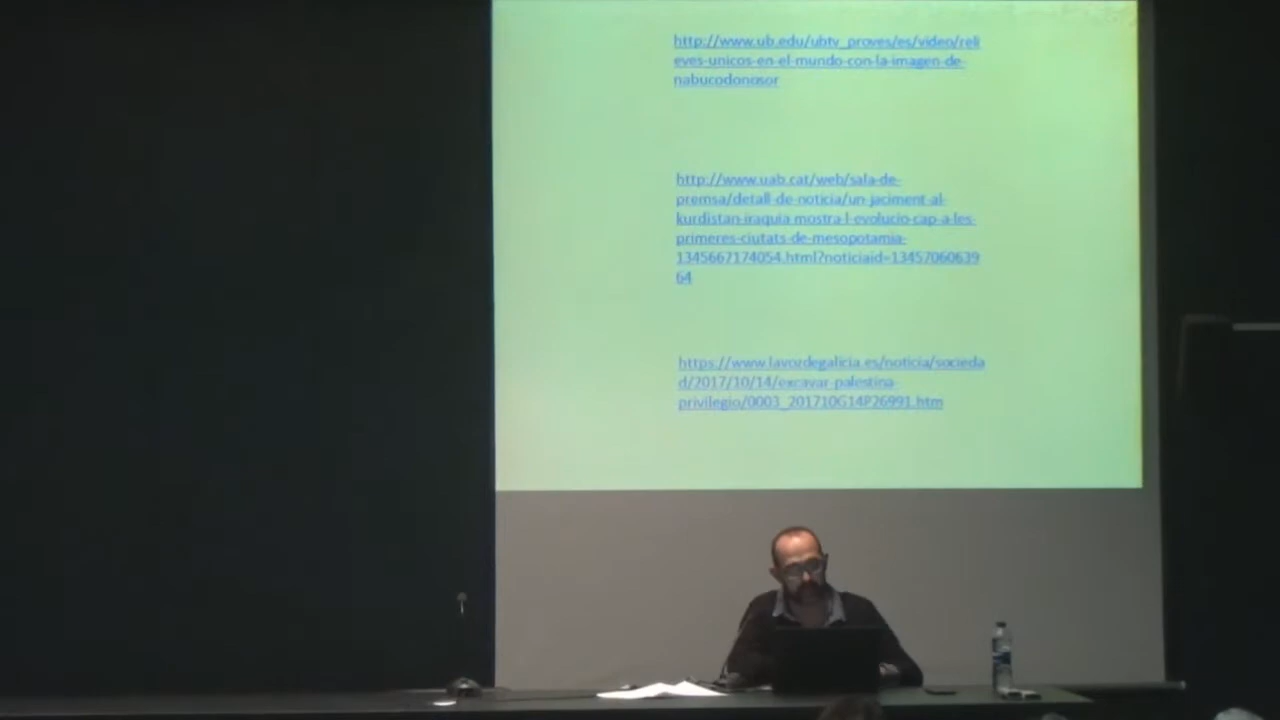 http://www.ub.edu/ubtv_proves/es/video/reli
eves-unicos-en-el-mundo-con-la-imagen-de-
nabucodonosor
http://www.uab.cat/web/sala-de-
premsa/detall-de-noticia/un-jaciment-al-
kurdistan-iraquia-mostra-l-evolucio-cap-a-les-
primeres-ciutats-de-mesopotamia-
1345667174054.html?noticiaid=13457060639
64
https://www.lavozdegalicia.es/noticia/socieda
d/2017/10/14/excavar-palestina-
privilegio/0003_201710G14P26991.htm